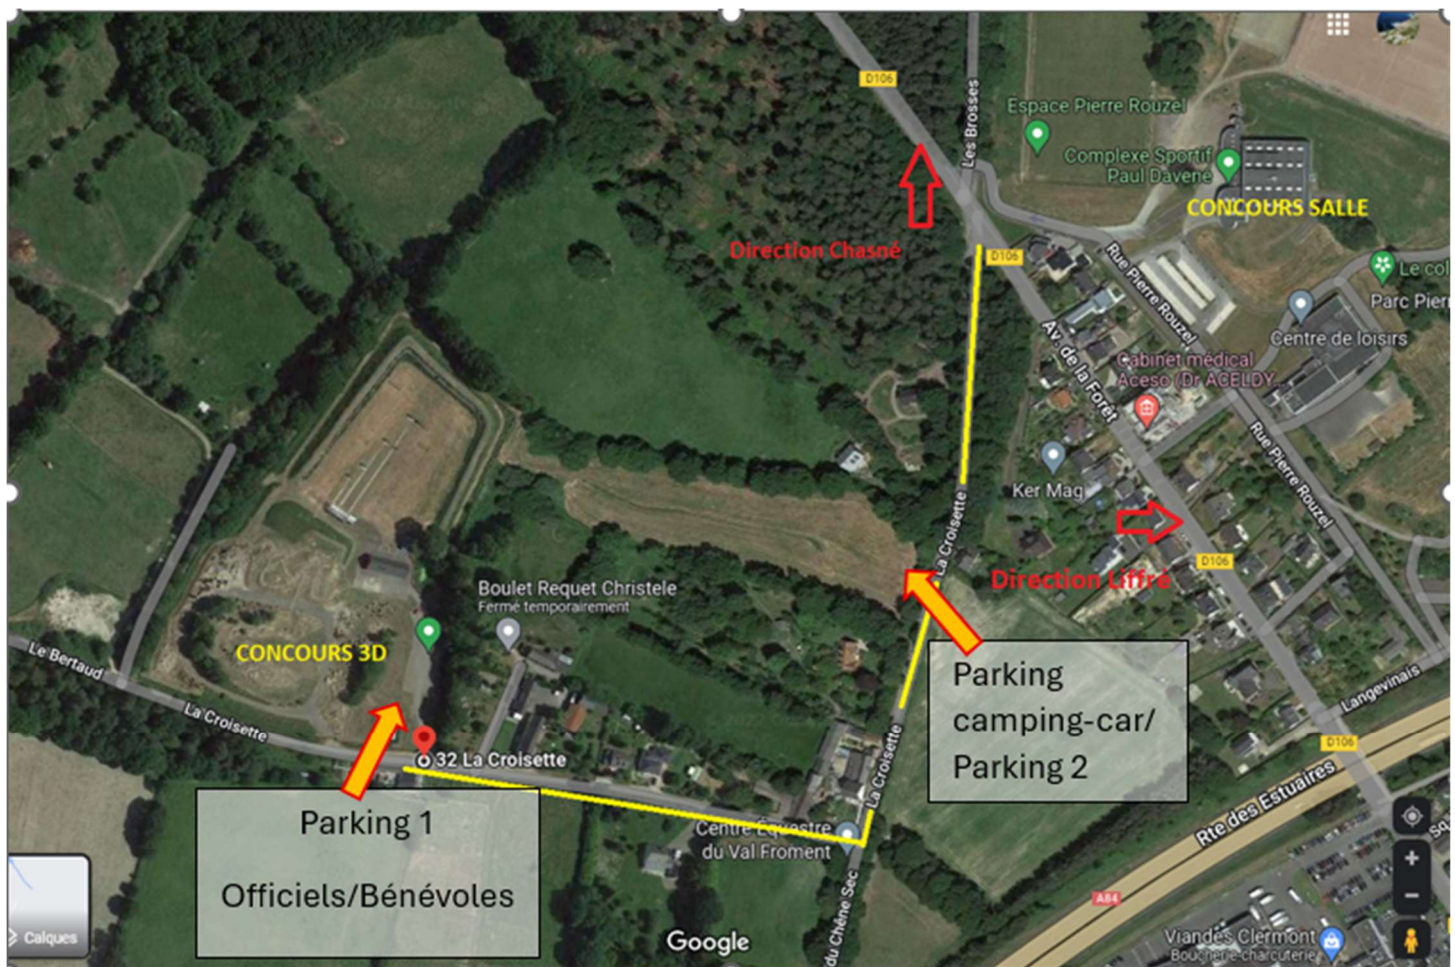 D106
Les Brosses
Espace Pierre Rouzel
Complexe Sportif
Paul Davene
CONCOURS SALLE
Direction Chasné
D106
Rue Pierre Rouzel
Le col
Parc Pier
Centre de loisirs
Av. de la Forêt
Cabinet médical
Aceso (Dr ACELDY...
Rue Pierre Rouzel
Ker Mag
La Croisette
D106
Direction Liffré
Boulet Requet Christele
Fermé temporairement
CONCOURS 3D
Le Bertaud
La Croisette
32 La Croisette
Parking
camping-car/
Parking 2
Langevinais
D106
La Croisette
Rte des Estuaires
Parking 1
Officiels/Bénévoles
Centre Équestre
du Val Froment
du Chêne Sec
A84
Calques
Google
Viandes Clermont
Boucherie-charcuterie